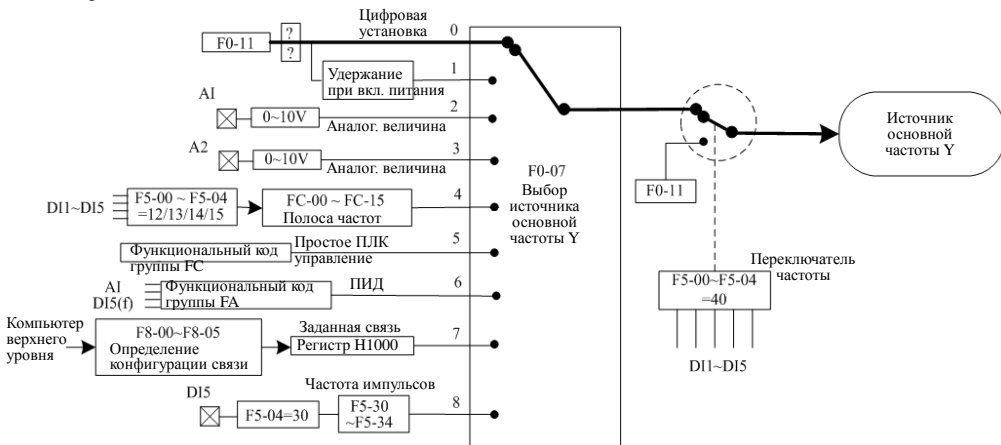 Цифровая
установка
0
F0-11
?
?
Удержание
при вкл. питания
1
AI
0~10V
Аналог. величина
2
A2
0~10V
Аналог. величина
3
DI1~DI5
F5-00 ~ F5-04
=12/13/14/15
FC-00 ~ FC-15
Полоса частот
4
Функциональный код
группы FC
Простое ПЛК
управление
5
AI
DI5(f)
Функциональный код
группы FA
ПИД
6
Компьютер
верхнего
уровня
F8-00~F8-05
Определение
конфигурации связи
Заданная связь
Регистр H1000
7
DI5
F5-04=30
Частота импульсов
F5-30
~F5-34
8
F0-07
Выбор
источника
основной
частоты Y
F0-11
Переключатель
частоты
F5-00~F5-04
=40
DI1~DI5
Источник
основной
частоты Y